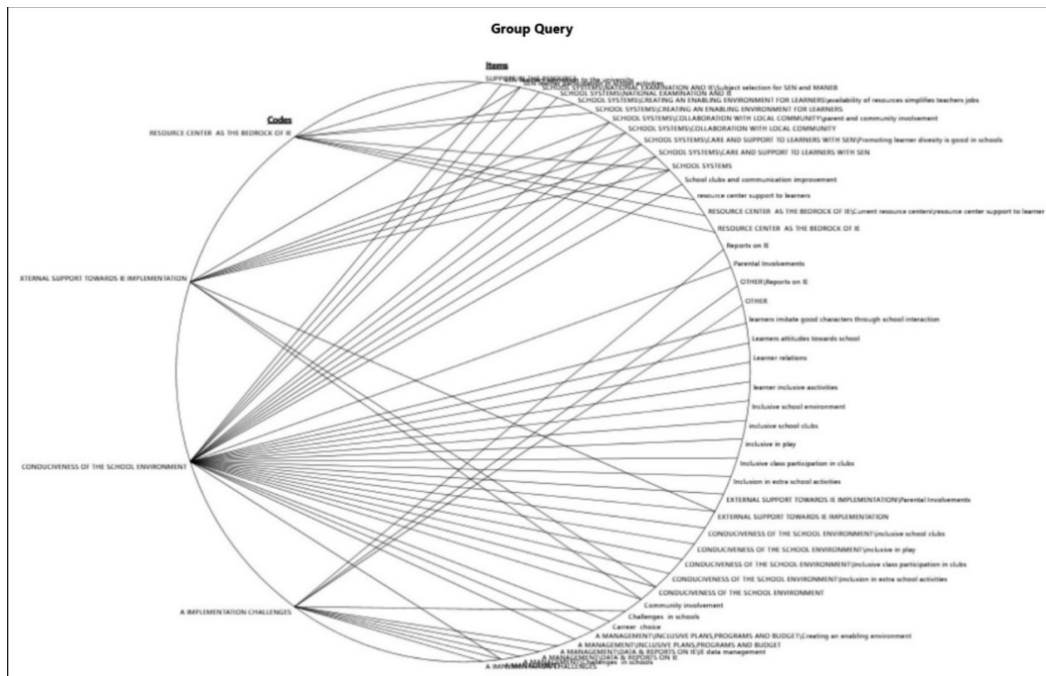 Group Query
Items
SUPPORT IN THE RESOURCE
SCHOOL SYSTEMS\NATIONAL EXAMINATION AND IE\Subject selection for SEN and MANEB
SCHOOL SYSTEMS\NATIONAL EXAMINATION AND IE
SCHOOL SYSTEMS\CREATING AN ENABLING ENVIRONMENT FOR LEARNERS\availability of resources simplifies teachers jobs
SCHOOL SYSTEMS\CREATING AN ENABLING ENVIRONMENT FOR LEARNERS
SCHOOL SYSTEMS\COLLABORATION WITH LOCAL COMMUNITY\parent and community involvement
Codes
SCHOOL SYSTEMS\COLLABORATION WITH LOCAL COMMUNITY
RESOURCE CENTER AS THE BEDROCK OF IE
SCHOOL SYSTEMS\CARE AND SUPPORT TO LEARNERS WITH SEN\Promoting learner divesity is good in schools
SCHOOL SYSTEMS\CARE AND SUPPORT TO LEARNERS WITH SEN
SCHOOL SYSTEMS
School clubs and communication improvement
resource center support to learners
RESOURCE CENTER AS THE BEDROCK OF IE\Current resource centers\resource center support to learner
RESOURCE CENTER AS THE BEDROCK OF IE
Reports on IE
Parental Involvements
XTERNAL SUPPORT TOWARDS IE IMPLEMENTATION
OTHER\Reports on IE
OTHER
learners imitate good characters through school interaction
Learners attitudes towards school
Learner relations
learner inclusive asctivities
Inclusive school environment
inclusive school clubs
inclusive in play
Inclusive class participation in clubs
CONDUCIVENESS OF THE SCHOOL ENVIRONMENT
Inclusion in extra school activities
EXTERNAL SUPPORT TOWARDS IE IMPLEMENTATION\Parental Involvements
EXTERNAL SUPPORT TOWARDS IE IMPLEMENTATION
CONDUCIVENESS OF THE SCHOOL ENVIRONMENT\inclusive school clubs
CONDUCIVENESS OF THE SCHOOL ENVIRONMENT\inclusive in play
CONDUCIVENESS OF THE SCHOOL ENVIRONMENT\Inclusive class participation in clubs
CONDUCIVENESS OF THE SCHOOL ENVIRONMENT\Inclusion in extra school activities
CONDUCIVENESS OF THE SCHOOL ENVIRONMENT
Community involvement
A IMPLEMENTATION CHALLENGES
Challenges in schools
Carreer choice
A MANAGEMENT\INCLUSIVE PLANS,PROGRAMS AND BUDGET\Creating an enabling environment
A MANAGEMENT\INCLUSIVE PLANS,PROGRAMS AND BUDGET
A MANAGEMENT\DATA & REPORTS ON IE\IE data management
A MANAGEMENT\DATA & REPORTS ON IE
A IMPLEMENTATION CHALLENGES